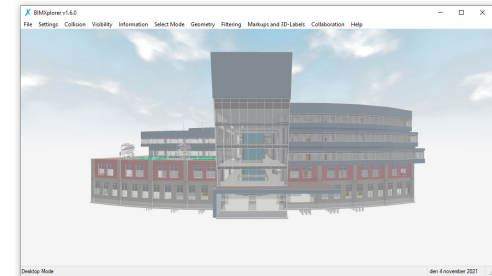 BIMXplorer v1.6.0
File Settings Collision Visibility Information Select Mode Geometry Filtering Markups and 3D-Labels Collaboration Help
Desktop Mode den 4 november 2021